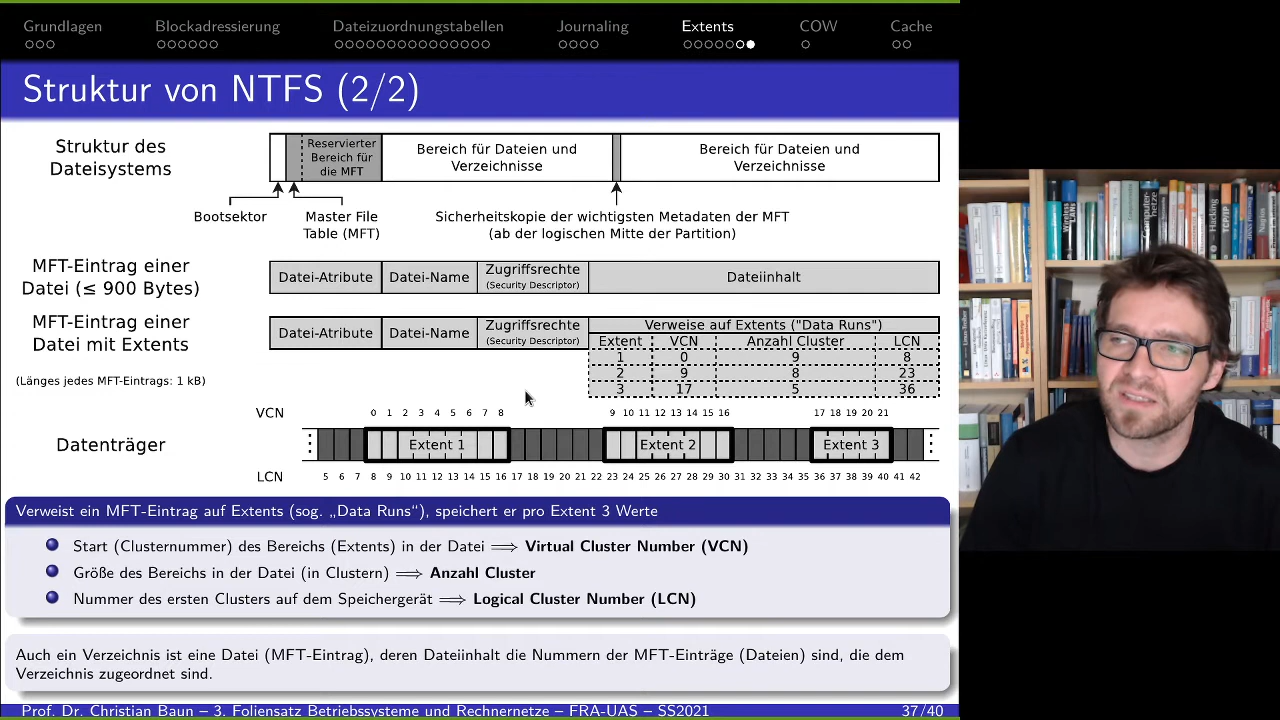 Grundlagen Blockadressierung Dateizuordnungstabellen Journaling Extents COW Cache
Struktur von NTFS (2/2)
Struktur des
Dateisystems
Reservierter
Bereich für
die MFT
Bereich für Dateien und
Verzeichnisse
Bereich für Dateien und
Verzeichnisse
Bootsektor
Master File
Table (MFT)
Sicherheitskopie der wichtigsten Metadaten der MFT
(ab der logischen Mitte der Partition)
MFT-Eintrag einer
Datei (≤ 900 Bytes)
Datei-Atribute Datei-Name Zugriffsrechte
(Security Descriptor)
Dateiinhalt
MFT-Eintrag einer
Datei mit Extents
(Länges jedes MFT-Eintrags: 1 kB)
Datei-Atribute Datei-Name Zugriffsrechte
(Security Descriptor)
Verweise auf Extents ("Data Runs")
Extent VCN Anzahl Cluster LCN
1 0 9 8
2 9 8 23
3 17 5 36
VCN 0 1 2 3 4 5 6 7 8 9 10 11 12 13 14 15 16 17 18 19 20 21
Datenträger Extent 1 Extent 2 Extent 3
LCN 5 6 7 8 9 10 11 12 13 14 15 16 17 18 19 20 21 22 23 24 25 26 27 28 29 30 31 32 33 34 35 36 37 38 39 40 41 42
Verweist ein MFT-Eintrag auf Extents (sog. „Data Runs“), speichert er pro Extent 3 Werte
Start (Clusternummer) des Bereichs (Extents) in der Datei ⟹ Virtual Cluster Number (VCN)
Größe des Bereichs in der Datei (in Clustern) ⟹ Anzahl Cluster
Nummer des ersten Clusters auf dem Speichergerät ⟹ Logical Cluster Number (LCN)
Auch ein Verzeichnis ist eine Datei (MFT-Eintrag), deren Dateiinhalt die Nummern der MFT-Einträge (Dateien) sind, die dem
Verzeichnis zugeordnet sind.
Prof. Dr. Christian Baun – 3. Foliensatz Betriebssysteme und Rechnernetze – FRA-UAS – SS2021 37/40
Wireless LANs
Computer-
netze
Hacking
TCP/IP